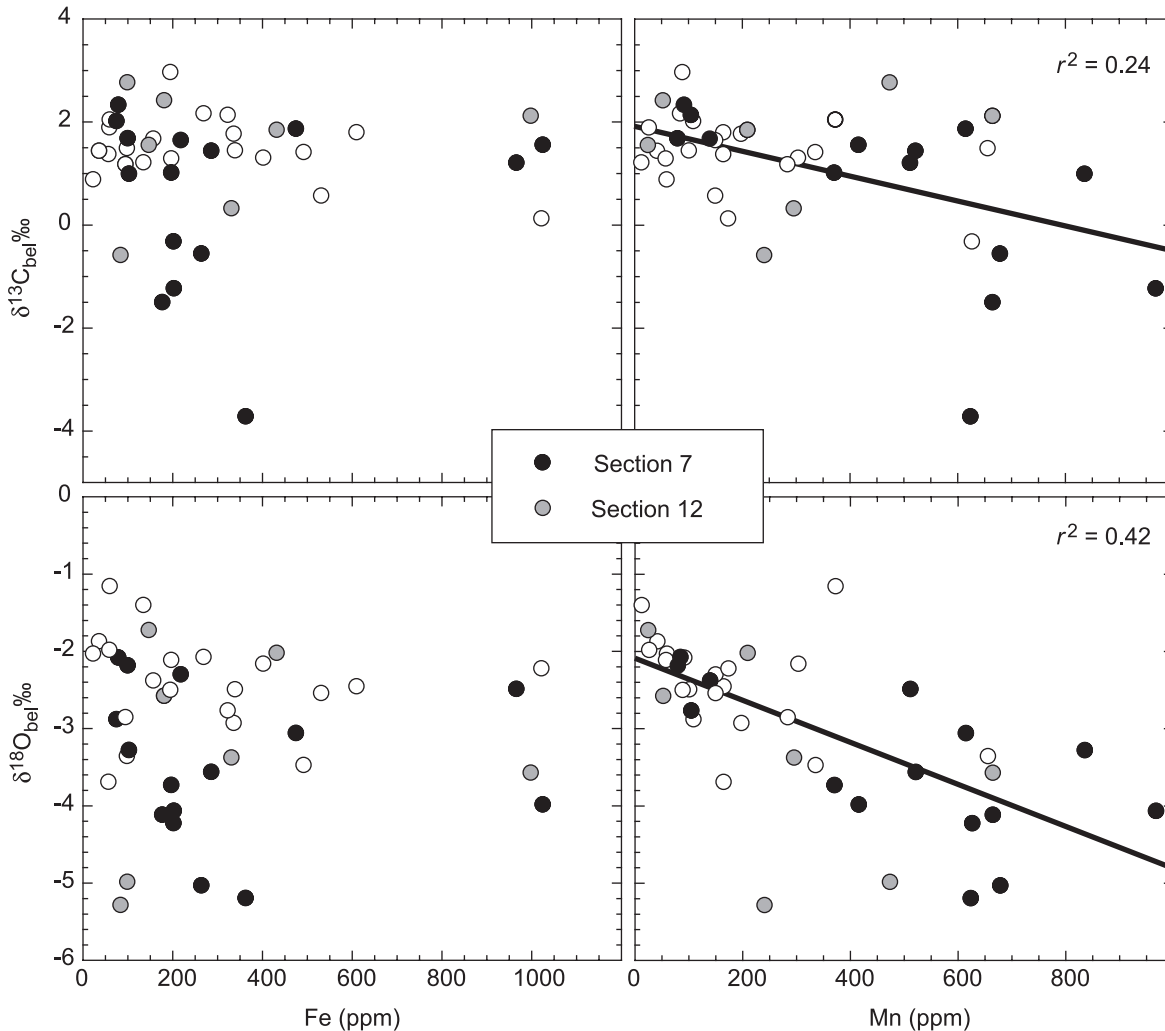 4
2
0
-2
-4
δ13Cbel‰
r2 = 0.24
Section 7
Section 12
0
-1
-2
-3
-4
-5
-6
δ18Obel‰
r2 = 0.42
0 200 400 600 800 1000
0 200 400 600 800
Fe (ppm)
Mn (ppm)